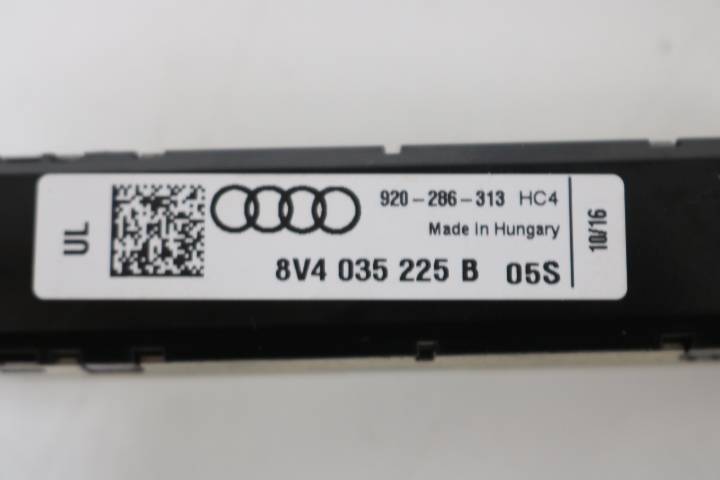 UL
920-286-313 HC4
Made in Hungary
8V4 035 225 B 05S
10/16